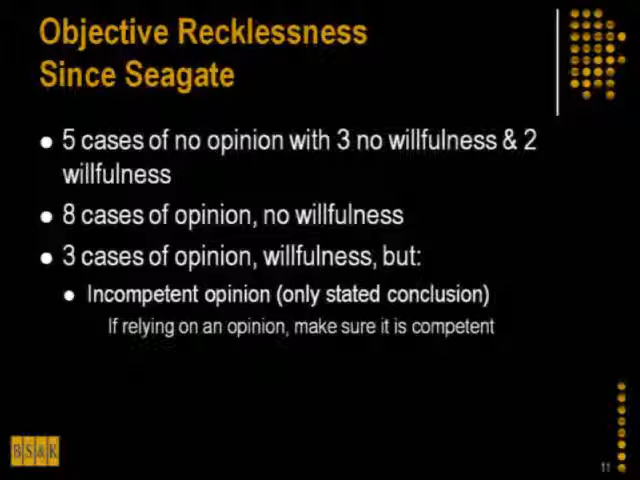 Objective Recklessness
Since Seagate
5 cases of no opinion with 3 no willfulness & 2
willfulness
8 cases of opinion, no willfulness
3 cases of opinion, willfulness, but:
Incompetent opinion (only stated conclusion)
If relying on an opinion, make sure it is competent
BS&K
11